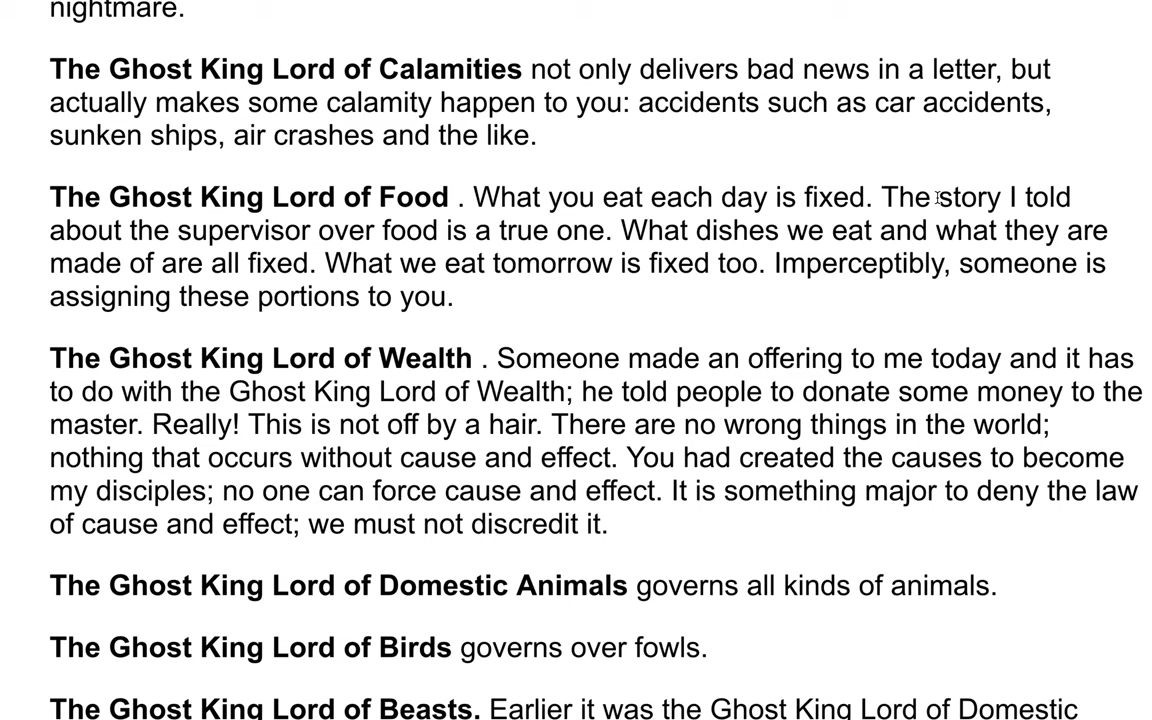 nightmare.
The Ghost King Lord of Calamities not only delivers bad news in a letter, but
actually makes some calamity happen to you: accidents such as car accidents,
sunken ships, air crashes and the like.
The Ghost King Lord of Food . What you eat each day is fixed. The story I told
about the supervisor over food is a true one. What dishes we eat and what they are
made of are all fixed. What we eat tomorrow is fixed too. Imperceptibly, someone is
assigning these portions to you.
The Ghost King Lord of Wealth . Someone made an offering to me today and it has
to do with the Ghost King Lord of Wealth; he told people to donate some money to the
master. Really! This is not off by a hair. There are no wrong things in the world;
nothing that occurs without cause and effect. You had created the causes to become
my disciples; no one can force cause and effect. It is something major to deny the law
of cause and effect; we must not discredit it.
The Ghost King Lord of Domestic Animals governs all kinds of animals.
The Ghost King Lord of Birds governs over fowls.
The Ghost King Lord of Beasts. Earlier it was the Ghost King Lord of Domestic